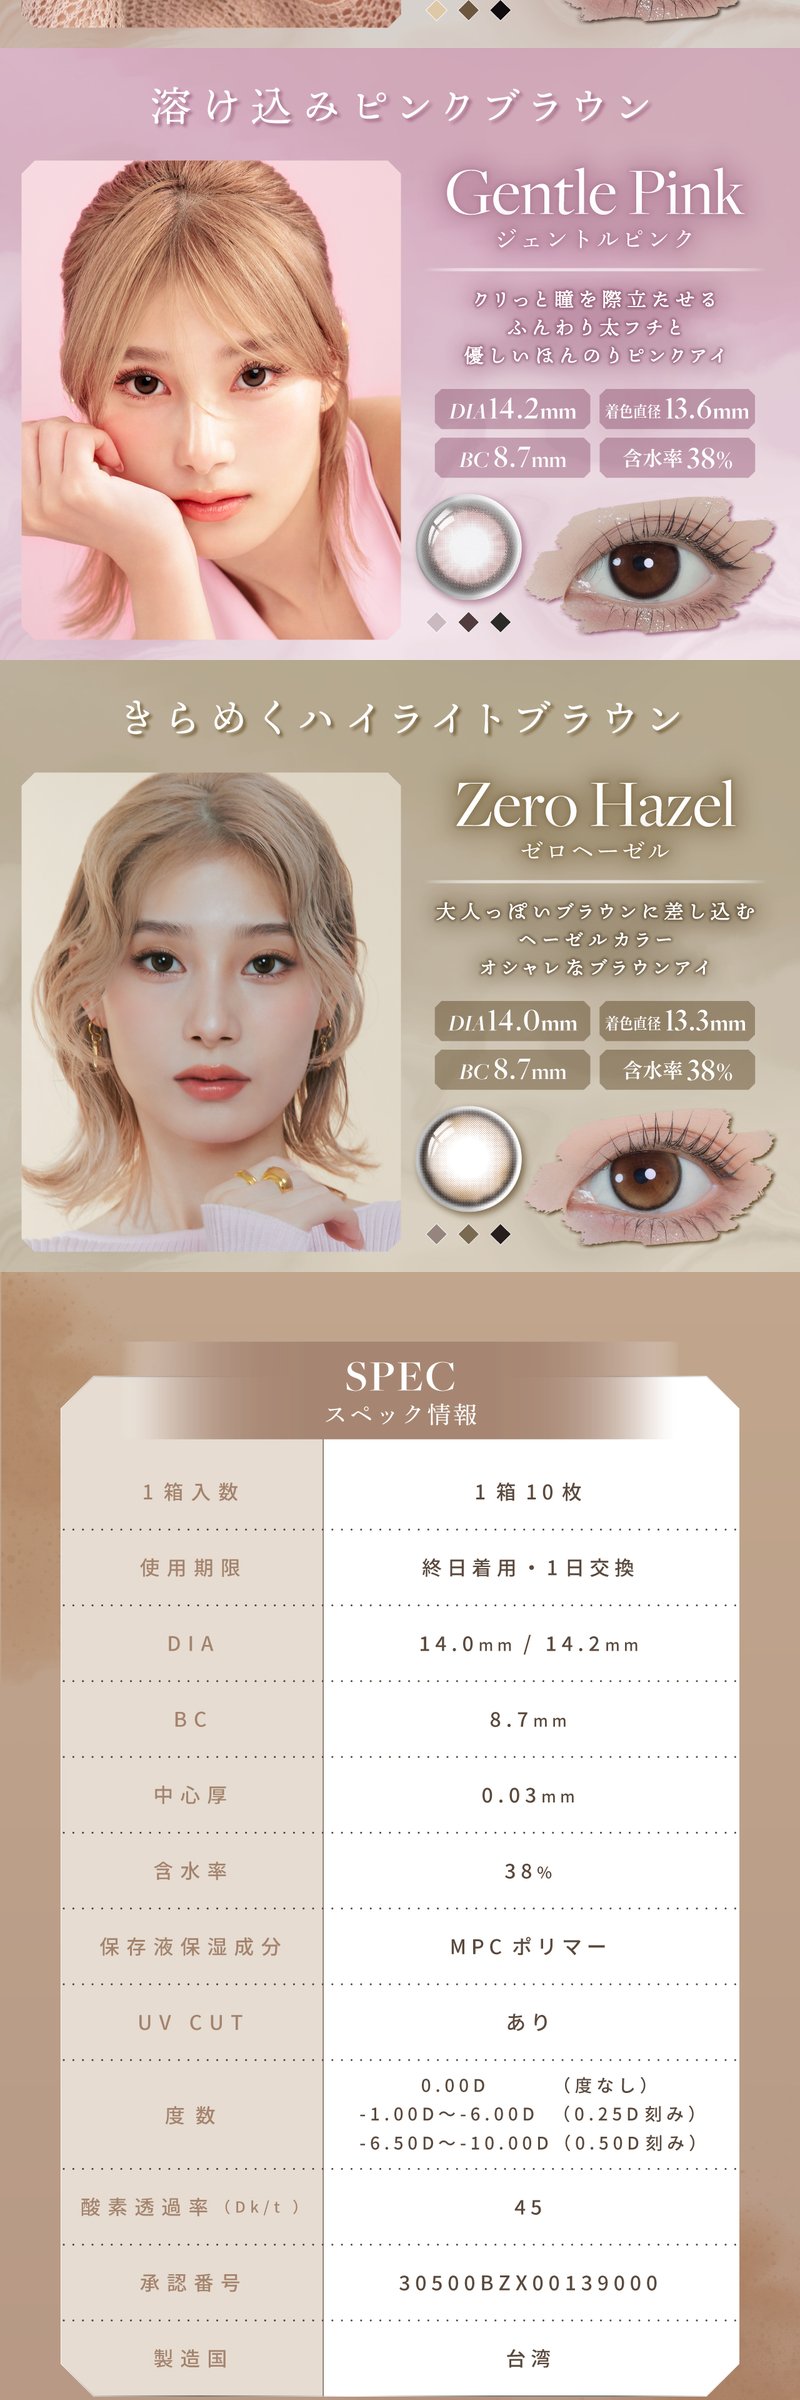 溶け込みピンクブラウン
Gentle Pink
ジェントルピンク
クリっと瞳を際立たせる
ふんわり太フチと
優しいほんのりピンクアイ
DIA14.2mm
着色直径13.6mm
BC 8.7mm
含水率38%
きらめくハイライトブラウン
Zero Hazel
ゼロヘーゼル
大人っぽいブラウンに差し込む
ヘーゼルカラー
オシャレなブラウンアイ
DIA14.0mm
着色直径13.3mm
BC 8.7mm
含水率38%
SPEC
スペック情報
1箱入数 1箱10枚
使用期限 終日着用・1日交換
DIA 14.0mm / 14.2mm
BC 8.7mm
中心厚 0.03mm
含水率 38%
保存液保湿成分 MPCポリマー
UV CUT あり
度数 0.00D （度なし）
-1.00D～-6.00D （0.25D刻み）
-6.50D～-10.00D（0.50D刻み）
酸素透過率（Dk/t ） 45
承認番号 30500BZX00139000
製造国 台湾